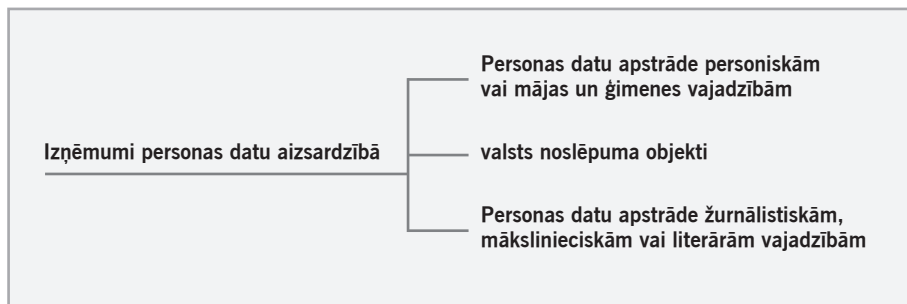 Izņēmumi personas datu aizsardzībā
Personas datu apstrāde personiskām
vai mājas un ģimenes vajadzībām
valsts noslēpuma objekti
Personas datu apstrāde žurnālistiskām,
mākslinieciskām vai literārām vajadzībām